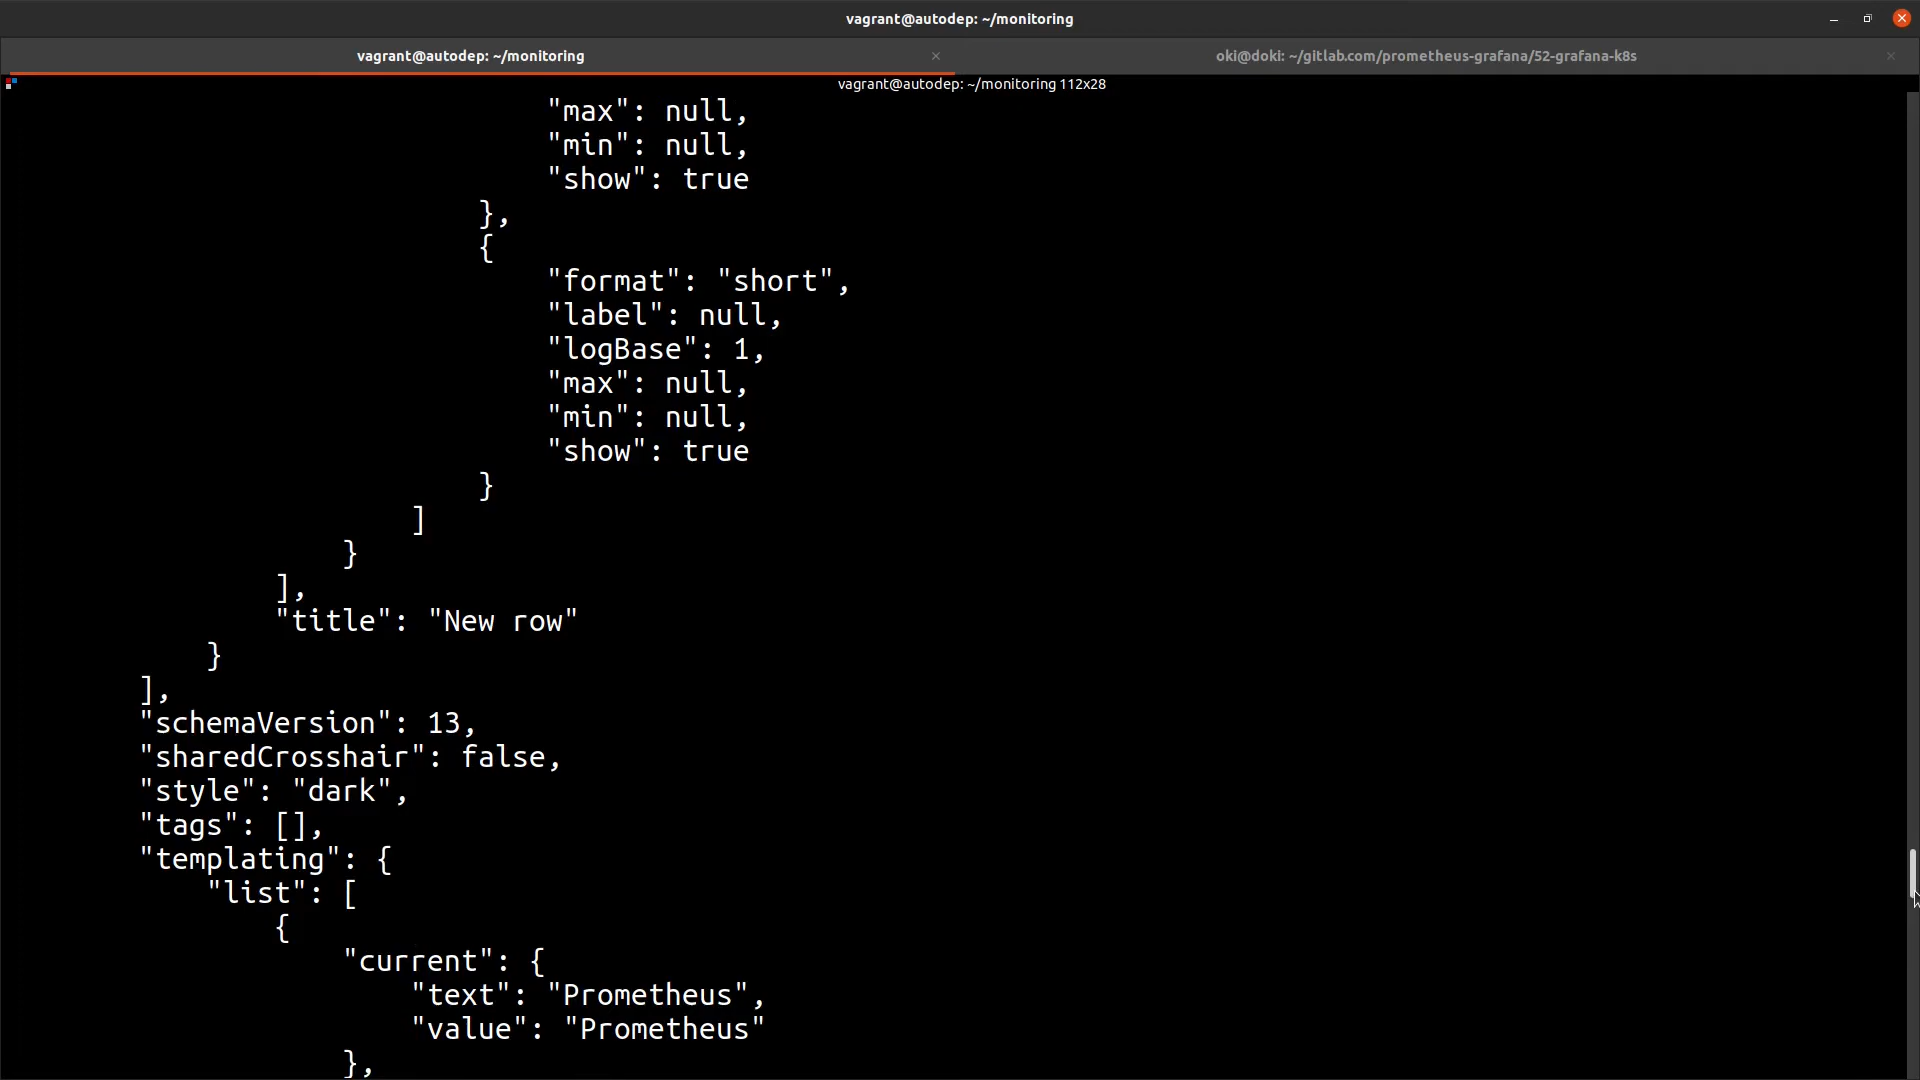 vagrant@autodep: ~/monitoring
vagrant@autodep: ~/monitoring
oki@doki: ~/gitlab.com/prometheus-grafana/52-grafana-k8s
vagrant@autodep: ~/monitoring 112x28
"max": null,
"min": null,
"show": true
},
{
"format": "short",
"label": null,
"logBase": 1,
"max": null,
"min": null,
"show": true
}
]
}
],
"title": "New row"
}
],
"schemaVersion": 13,
"sharedCrosshair": false,
"style": "dark",
"tags": [],
"templating": {
"list": [
{
"current": {
"text": "Prometheus",
"value": "Prometheus"
},